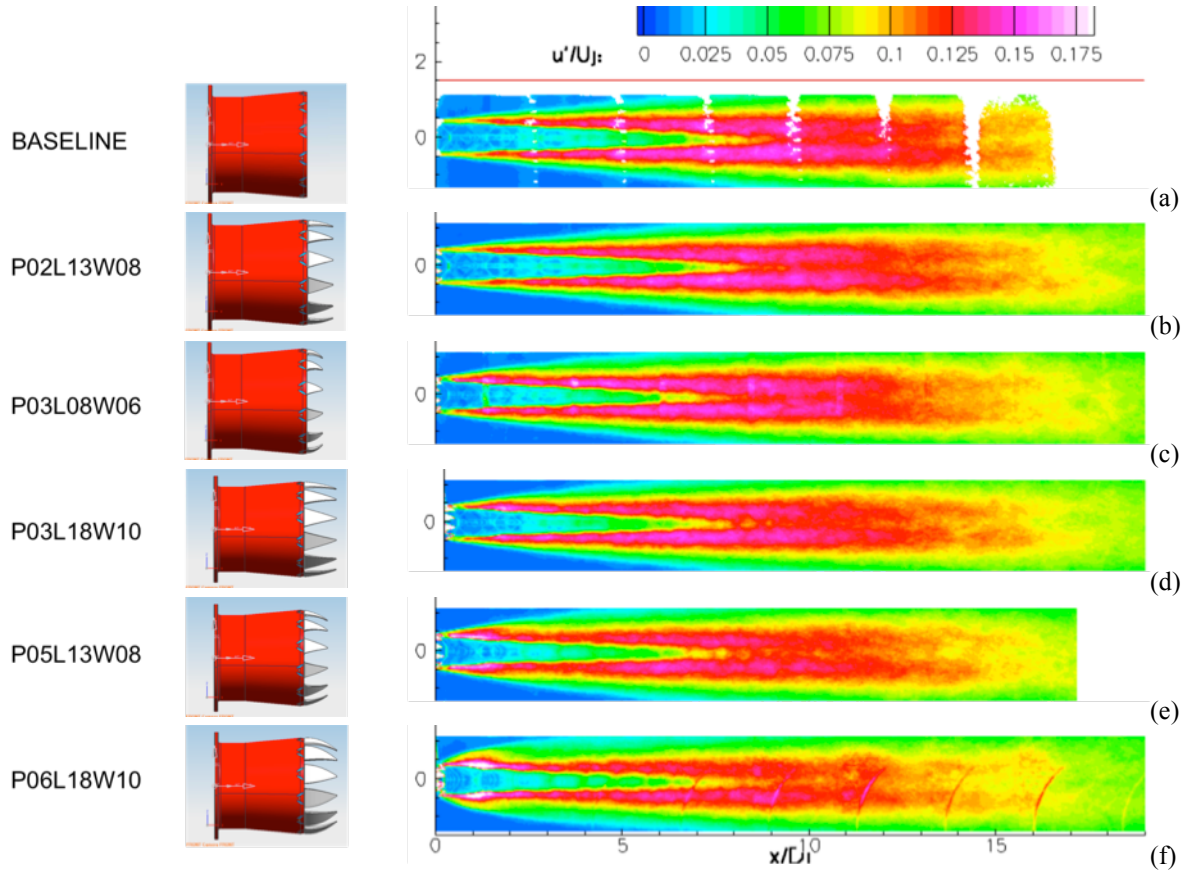 u'/UJ: 0 0.025 0.05 0.075 0.1 0.125 0.15 0.175
2
BASELINE 0 (a)
P02L13W08 0 (b)
P03L08W06 0 (c)
P03L18W10 0 (d)
P05L13W08 0 (e)
P06L18W10 0 (f)
0 5 10 15